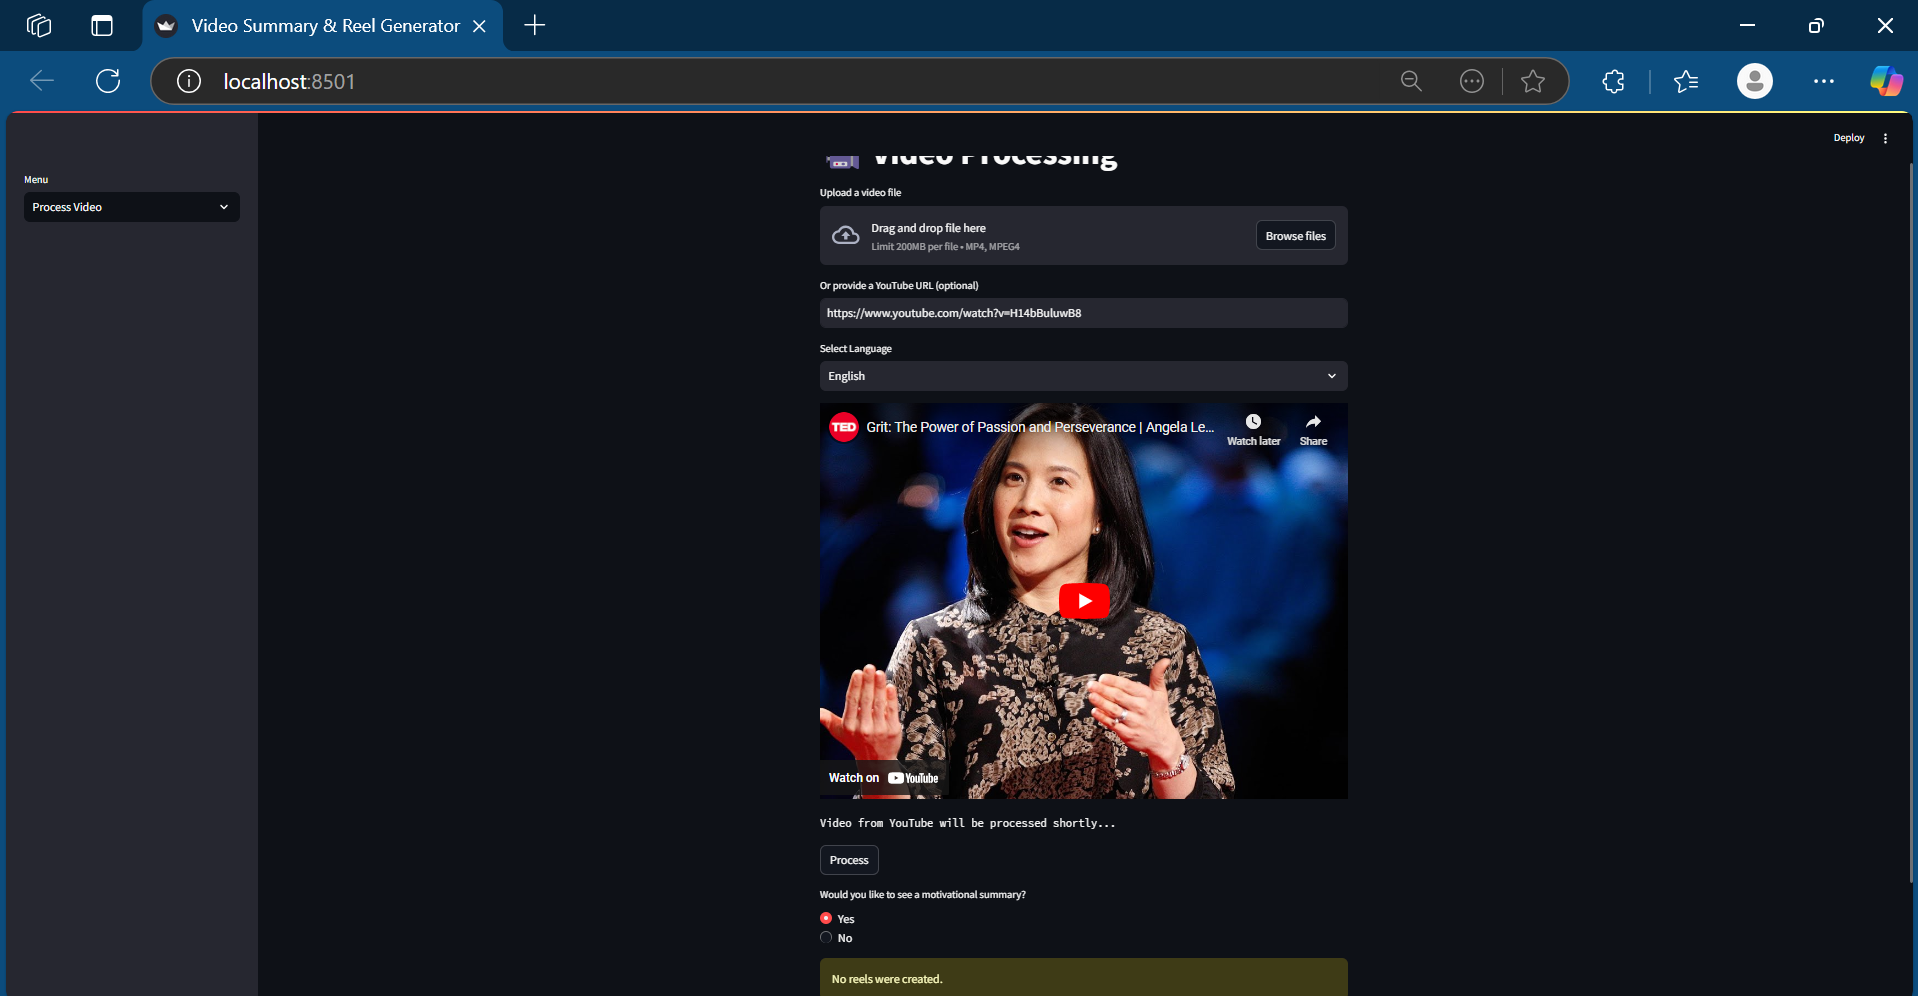 Video Summary & Reel Generator
localhost:8501
Deploy
Menu
Process Video
Video Processing
Upload a video file
Drag and drop file here
Limit 200MB per file • MP4, MPEG4
Browse files
Or provide a YouTube URL (optional)
https://www.youtube.com/watch?v=H14bBuluwB8
Select Language
English
TED
Grit: The Power of Passion and Perseverance | Angela Le...
Watch later
Share
Watch on YouTube
Video from YouTube will be processed shortly...
Process
Would you like to see a motivational summary?
Yes
No
No reels were created.